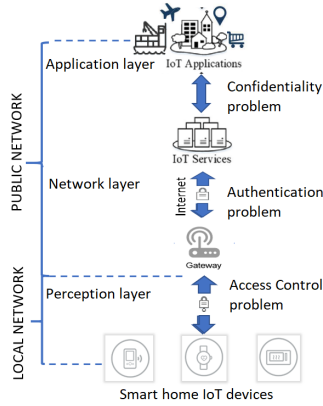 Application layer
IoT Applications
Confidentiality
problem
IoT Services
PUBLIC NETWORK
Network layer
Internet
Authentication
problem
Gateway
LOCAL NETWORK
Perception layer
Access Control
problem
Smart home IoT devices